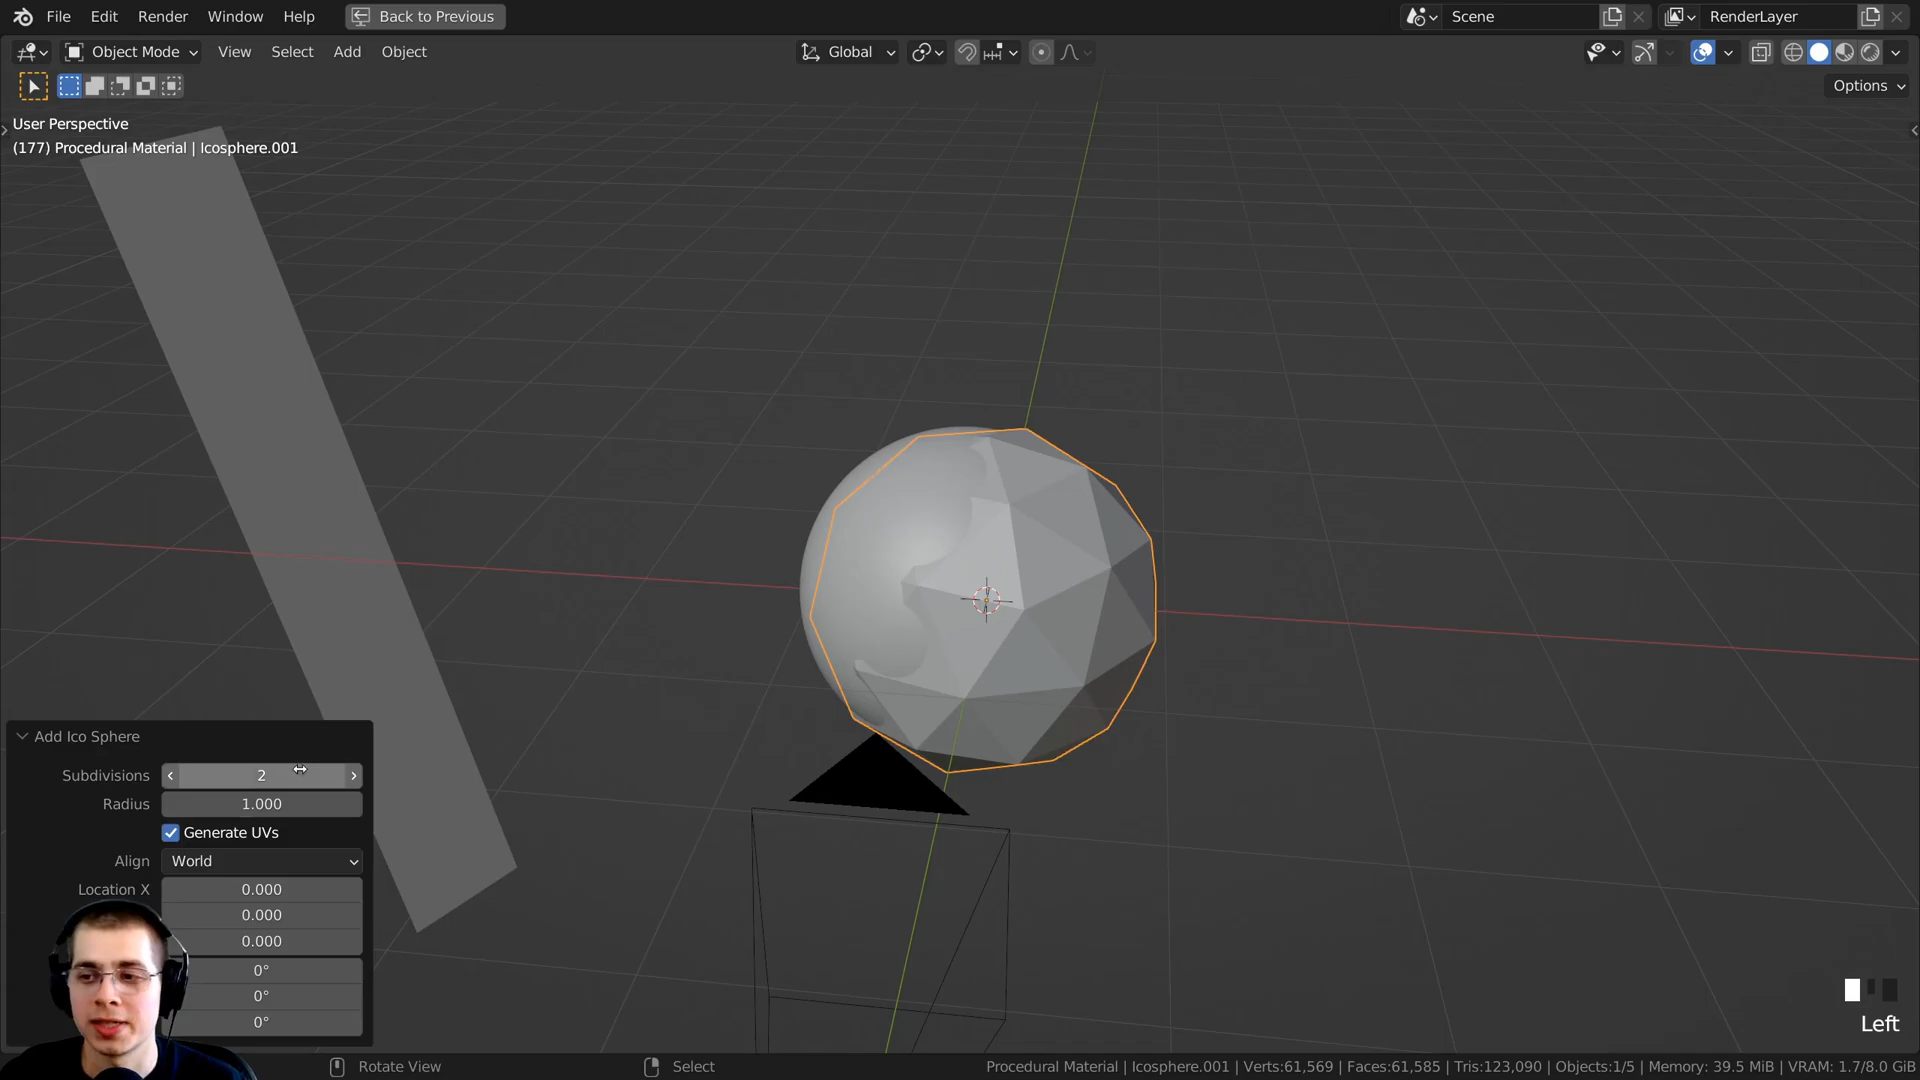 File Edit Render Window Help Back to Previous Scene RenderLayer
Object Mode View Select Add Object Global
Options
User Perspective
(177) Procedural Material | Icosphere.001
Add Ico Sphere
Subdivisions 2
Radius 1.000
Generate UVs
Align World
Location X 0.000
0.000
0.000
0°
0°
0°
Left
Rotate View Select Procedural Material | Icosphere.001 | Verts:61,569 | Faces:61,585 | Tris:123,090 | Objects:1/5 | Memory: 39.5 MiB | VRAM: 1.7/8.0 GiB